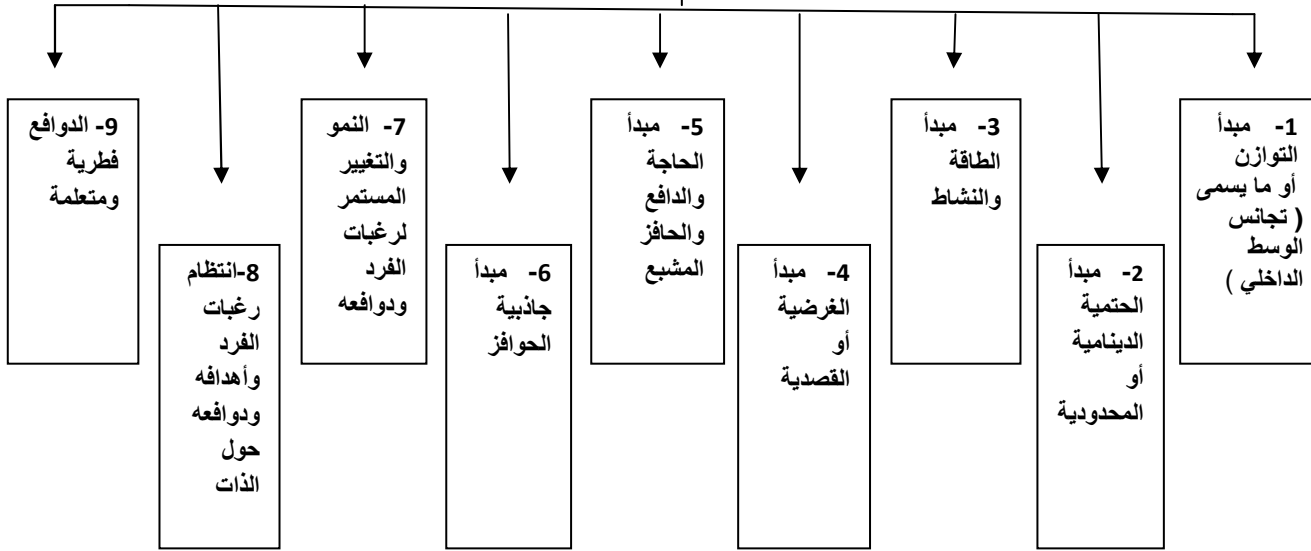 1- مبدأ
التوازن
أو ما يسمى
( تجانس
الوسط
الداخلي )
2- مبدأ
الحتمية
الدينامية
أو
المحدودية
3- مبدأ
الطاقة
والنشاط
4- مبدأ
الغرضية
أو
القصدية
5- مبدأ
الحاجة
والدافع
والحافز
المشبع
6- مبدأ
جاذبية
الحوافز
7- النمو
والتغيير
المستمر
لرغبات
الفرد
ودوافعه
8-انتظام
رغبات
الفرد
وأهدافه
ودوافعه
حول
الذات
9- الدوافع
فطرية
ومتعلمة